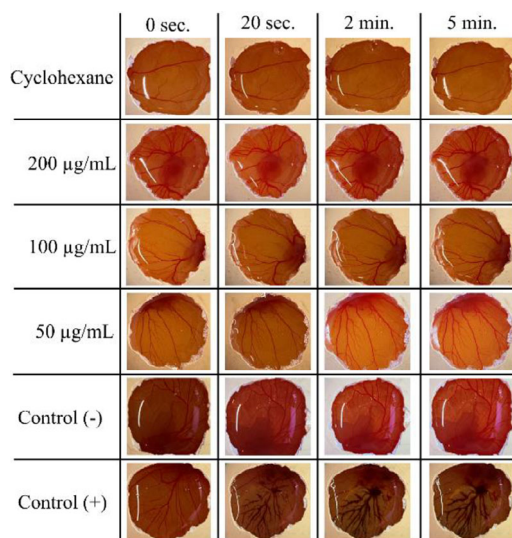 0 sec. 20 sec. 2 min. 5 min.
Cyclohexane
200 µg/mL
100 µg/mL
50 µg/mL
Control (-)
Control (+)